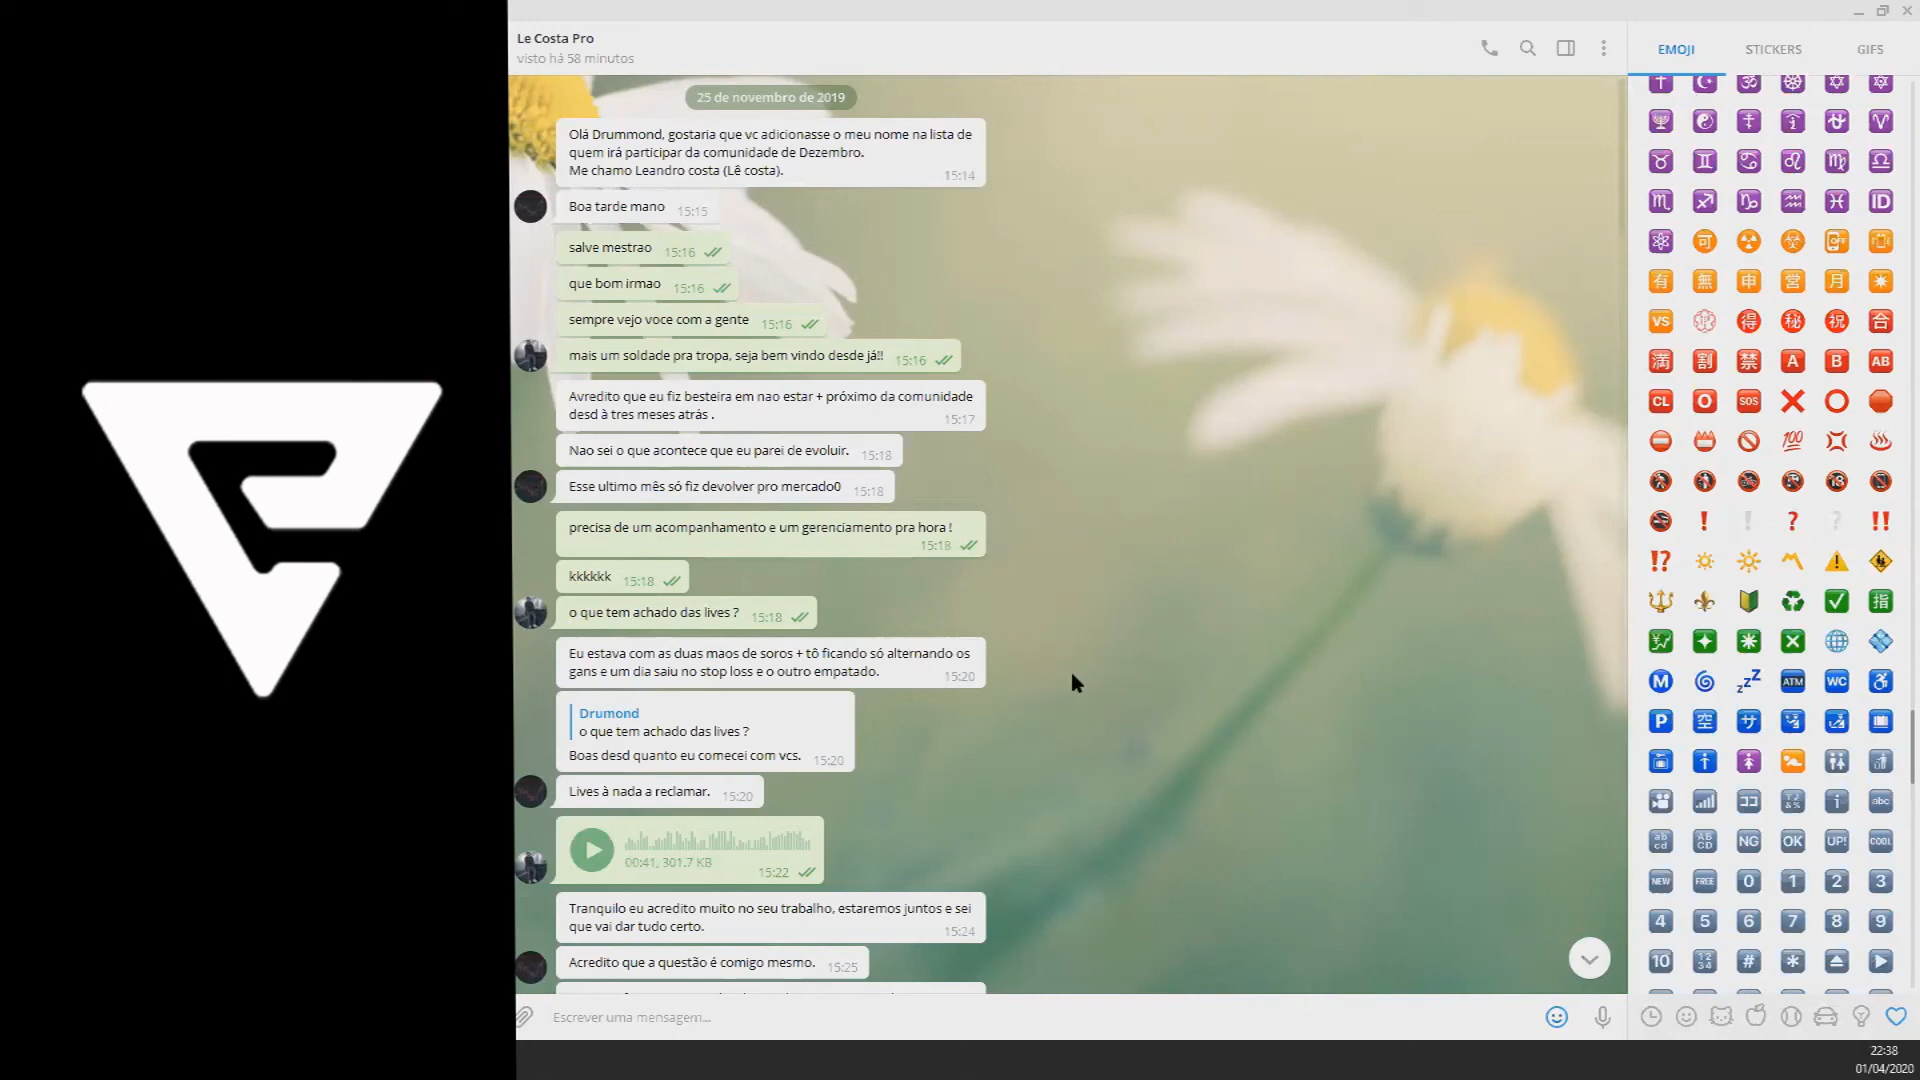 Le Costa Pro
visto há 58 minutos
EMOJI
STICKERS
GIFS
25 de novembro de 2019
Olá Drummond, gostaria que vc adicionasse o meu nome na lista de
quem irá participar da comunidade de Dezembro.
Me chamo Leandro costa (Lê costa).
15:14
Boa tarde mano 15:15
salve mestrao 15:16
que bom irmao 15:16
sempre vejo voce com a gente 15:16
mais um soldade pra tropa, seja bem vindo desde já!! 15:16
Avredito que eu fiz besteira em nao estar + próximo da comunidade
desd à tres meses atrás .
15:17
Nao sei o que acontece que eu parei de evoluir. 15:18
Esse ultimo mês só fiz devolver pro mercado0 15:18
precisa de um acompanhamento e um gerenciamento pra hora !
15:18
kkkkkk 15:18
o que tem achado das lives ? 15:18
Eu estava com as duas maos de soros + tô ficando só alternando os
gans e um dia saiu no stop loss e o outro empatado.
15:20
Drumond
o que tem achado das lives ?
Boas desd quanto eu comecei com vcs. 15:20
Lives à nada a reclamar. 15:20
00:41, 301.7 KB
15:22
Tranquilo eu acredito muito no seu trabalho, estaremos juntos e sei
que vai dar tudo certo.
15:24
Acredito que a questão é comigo mesmo. 15:25
Escrever uma mensagem...
22:38
01/04/2020